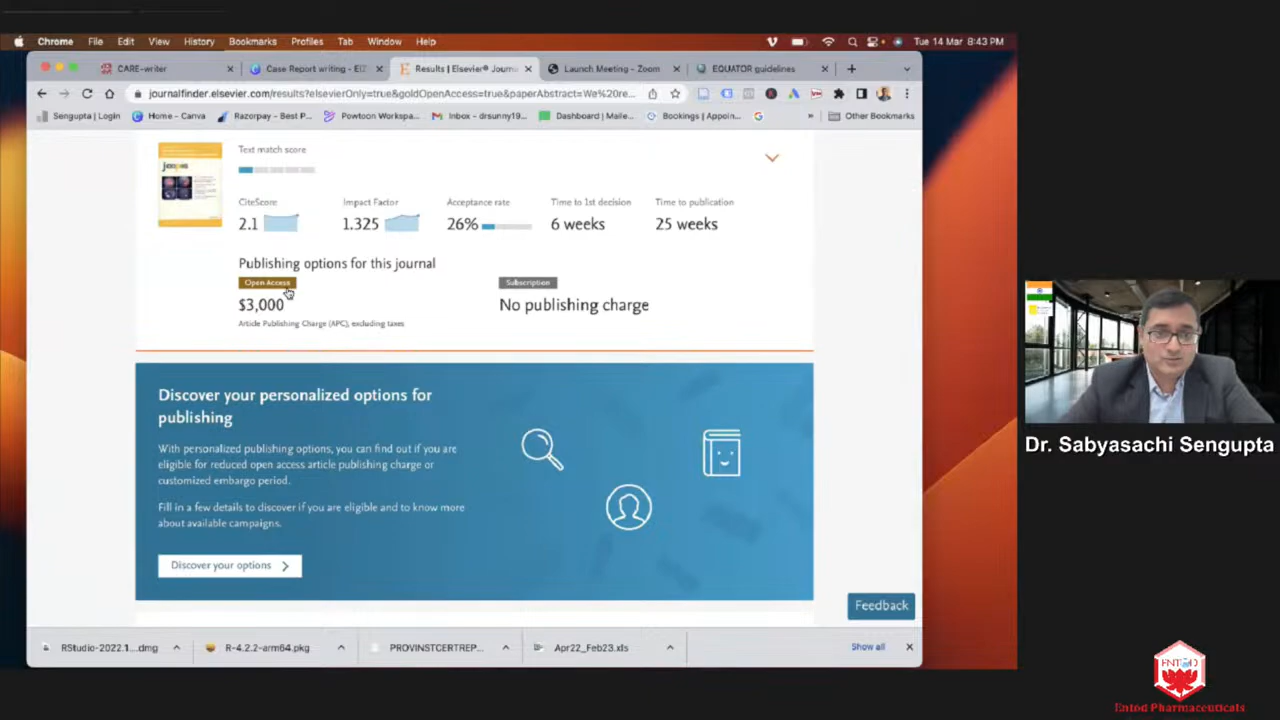 Chrome File Edit View History Bookmarks Profiles Tab Window Help Tue 14 Mar 8:43 PM
CARE-writer Case Report writing - Results | Elsevier® Journa Launch Meeting - Zoom EQUATOR guidelines
journalfinder.elsevier.com/results?elsevierOnly=true&goldOpenAccess=true&paperAbstract=We%20re...
Sengupta | Login Home - Canva Razorpay - Best P... Powtoon Workspa... Inbox - drsunny19... Dashboard | Maile... Bookings | Appoin... » Other Bookmarks
Text match score
CiteScore Impact Factor Acceptance rate Time to 1st decision Time to publication
2.1 1.325 26% 6 weeks 25 weeks
Publishing options for this journal
Open Access Subscription
$3,000 No publishing charge
Article Publishing Charge (APC), excluding taxes
Discover your personalized options for
publishing
With personalized publishing options, you can find out if you are
eligible for reduced open access article publishing charge or
customized embargo period.
Fill in a few details to discover if you are eligible and to know more
about available campaigns.
Discover your options
Feedback
RStudio-2022.1....dmg R-4.2.2-arm64.pkg PROVINSTCERTREP... Apr22_Feb23.xls Show all
Dr. Sabyasachi Sengupta
Entod Pharmaceuticals